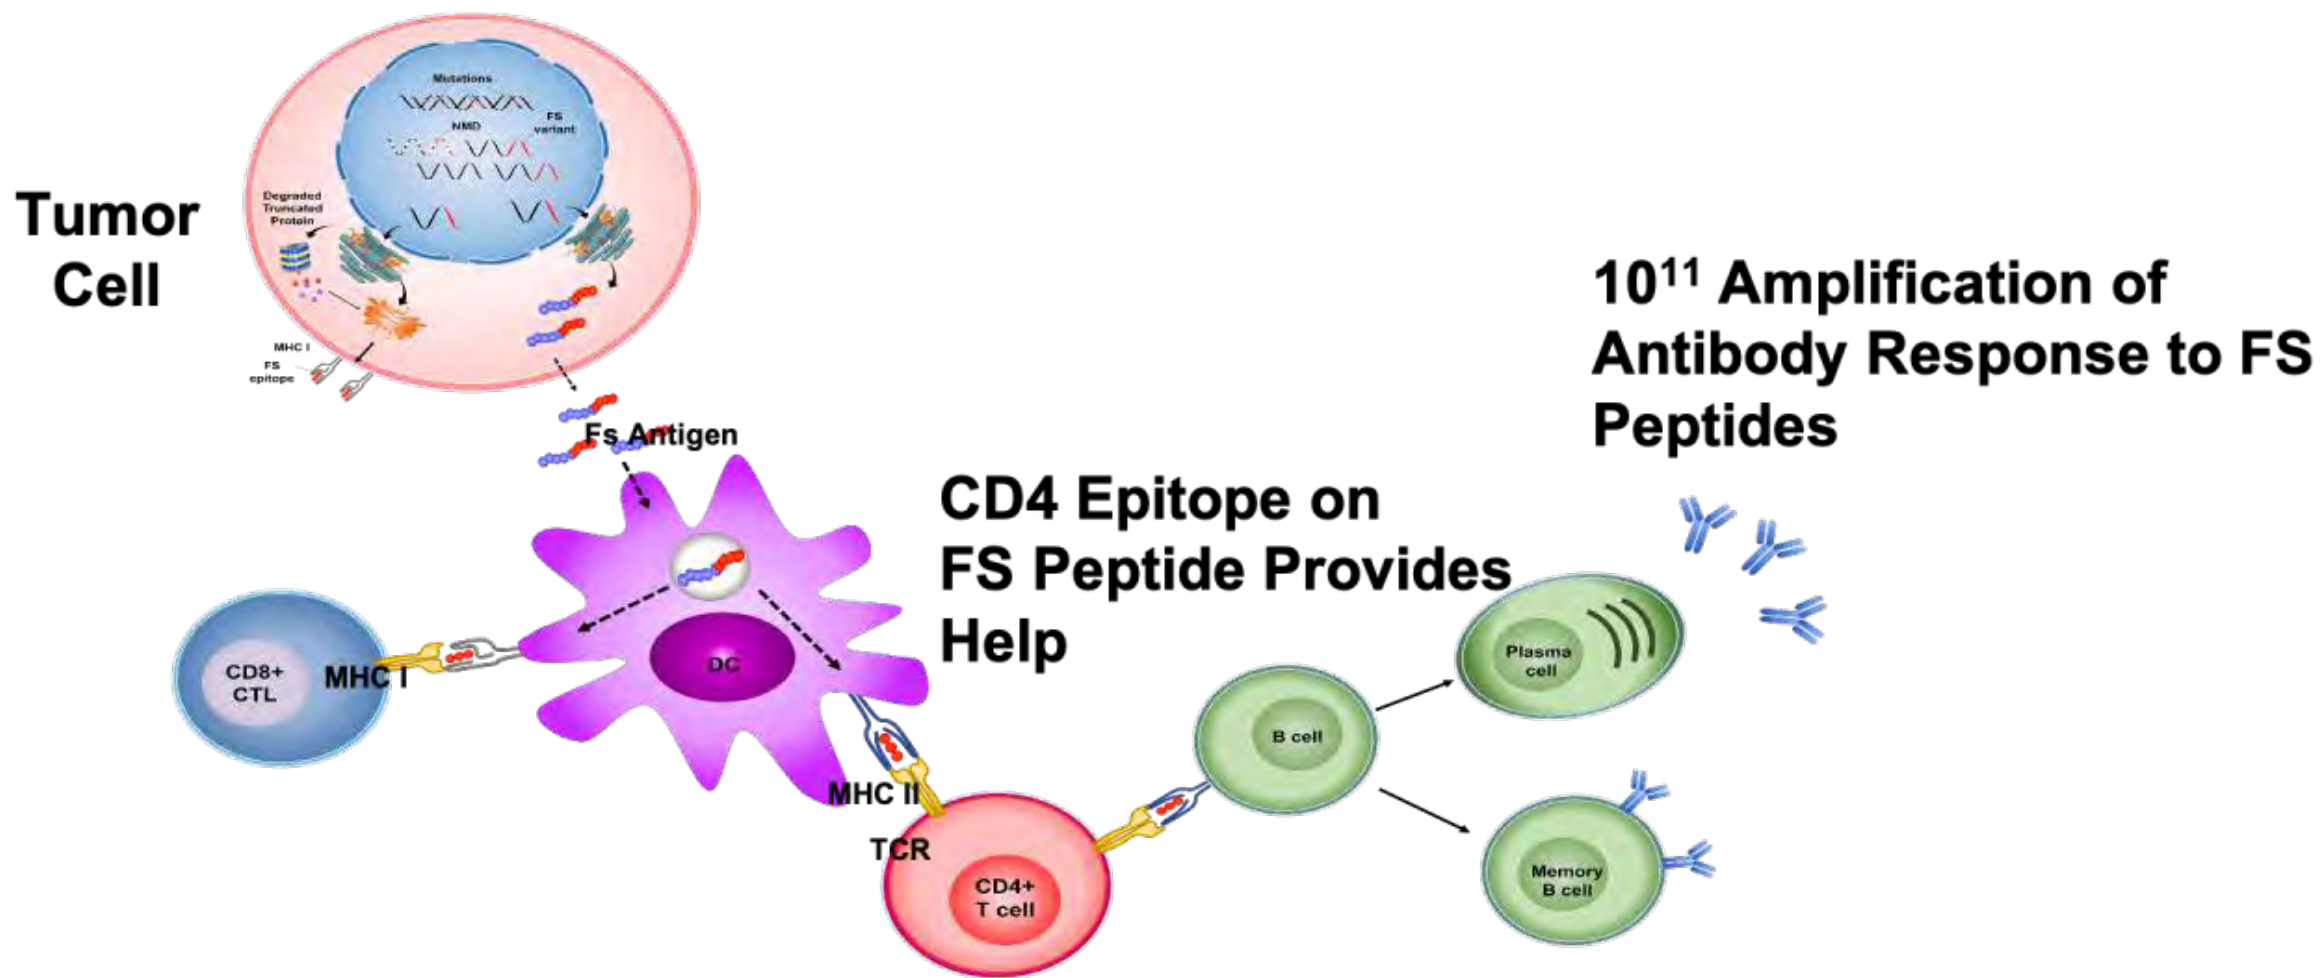 Mutations
NMD
FS
variant
Degraded
Truncated
Protein
Tumor
Cell
MHC I
FS
epitope
Fs Antigen
10¹¹ Amplification of
Antibody Response to FS
Peptides
CD4 Epitope on
FS Peptide Provides
Help
CD8+
CTL
MHC I
DC
MHC II
TCR
CD4+
T cell
B cell
Plasma
cell
Memory
B cell